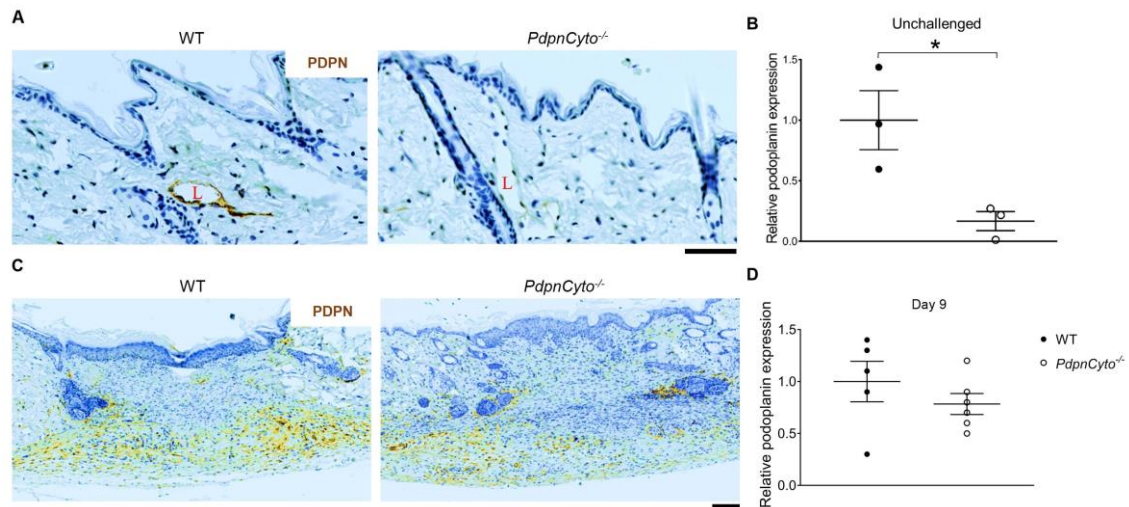 A
WT
PdpnCyto-/-
PDPN
L
L
B
Unchallenged
*
Relative podoplanin expression
1.5
1.0
0.5
0.0
C
WT
PdpnCyto-/-
PDPN
D
Day 9
Relative podoplanin expression
1.5
1.0
0.5
0.0
WT
PdpnCyto-/-